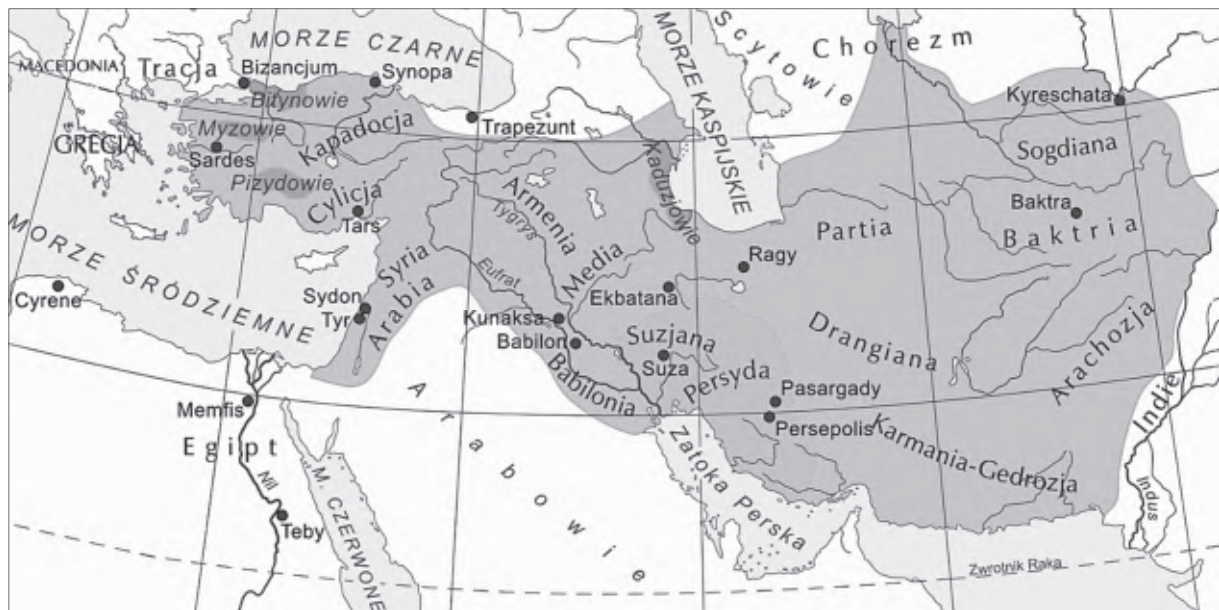 MORZE CZARNE
MACEDONIA
Tracja
Bizancjum
Synopa
Bitynowie
Trapezunt
Kapadocja
Myzowie
GRECJA
Sardes
Pizydowie
Cylicja
Tars
MORZE ŚRÓDZIEMNE
Cyrene
Sydon
Tyr
Syria
Arabia
Armenia
Tygrys
Eufrat
Media
Kunaksa
Babilon
Babilonia
Ekbatana
Ragy
Suzjana
Suza
Persyda
Pasargady
Persepolis
Kaduzjowie
MORZE KASPIJSKIE
Scytowie
Chorezm
Kyreschata
Sogdiana
Baktra
Baktria
Partia
Drangiana
Arachozja
Karmania-Gedrozja
Indie
Indus
Memfis
Egipt
Nil
Teby
M. CZERWONE
Arabowie
Zatoka Perska
Zwrotnik Raka